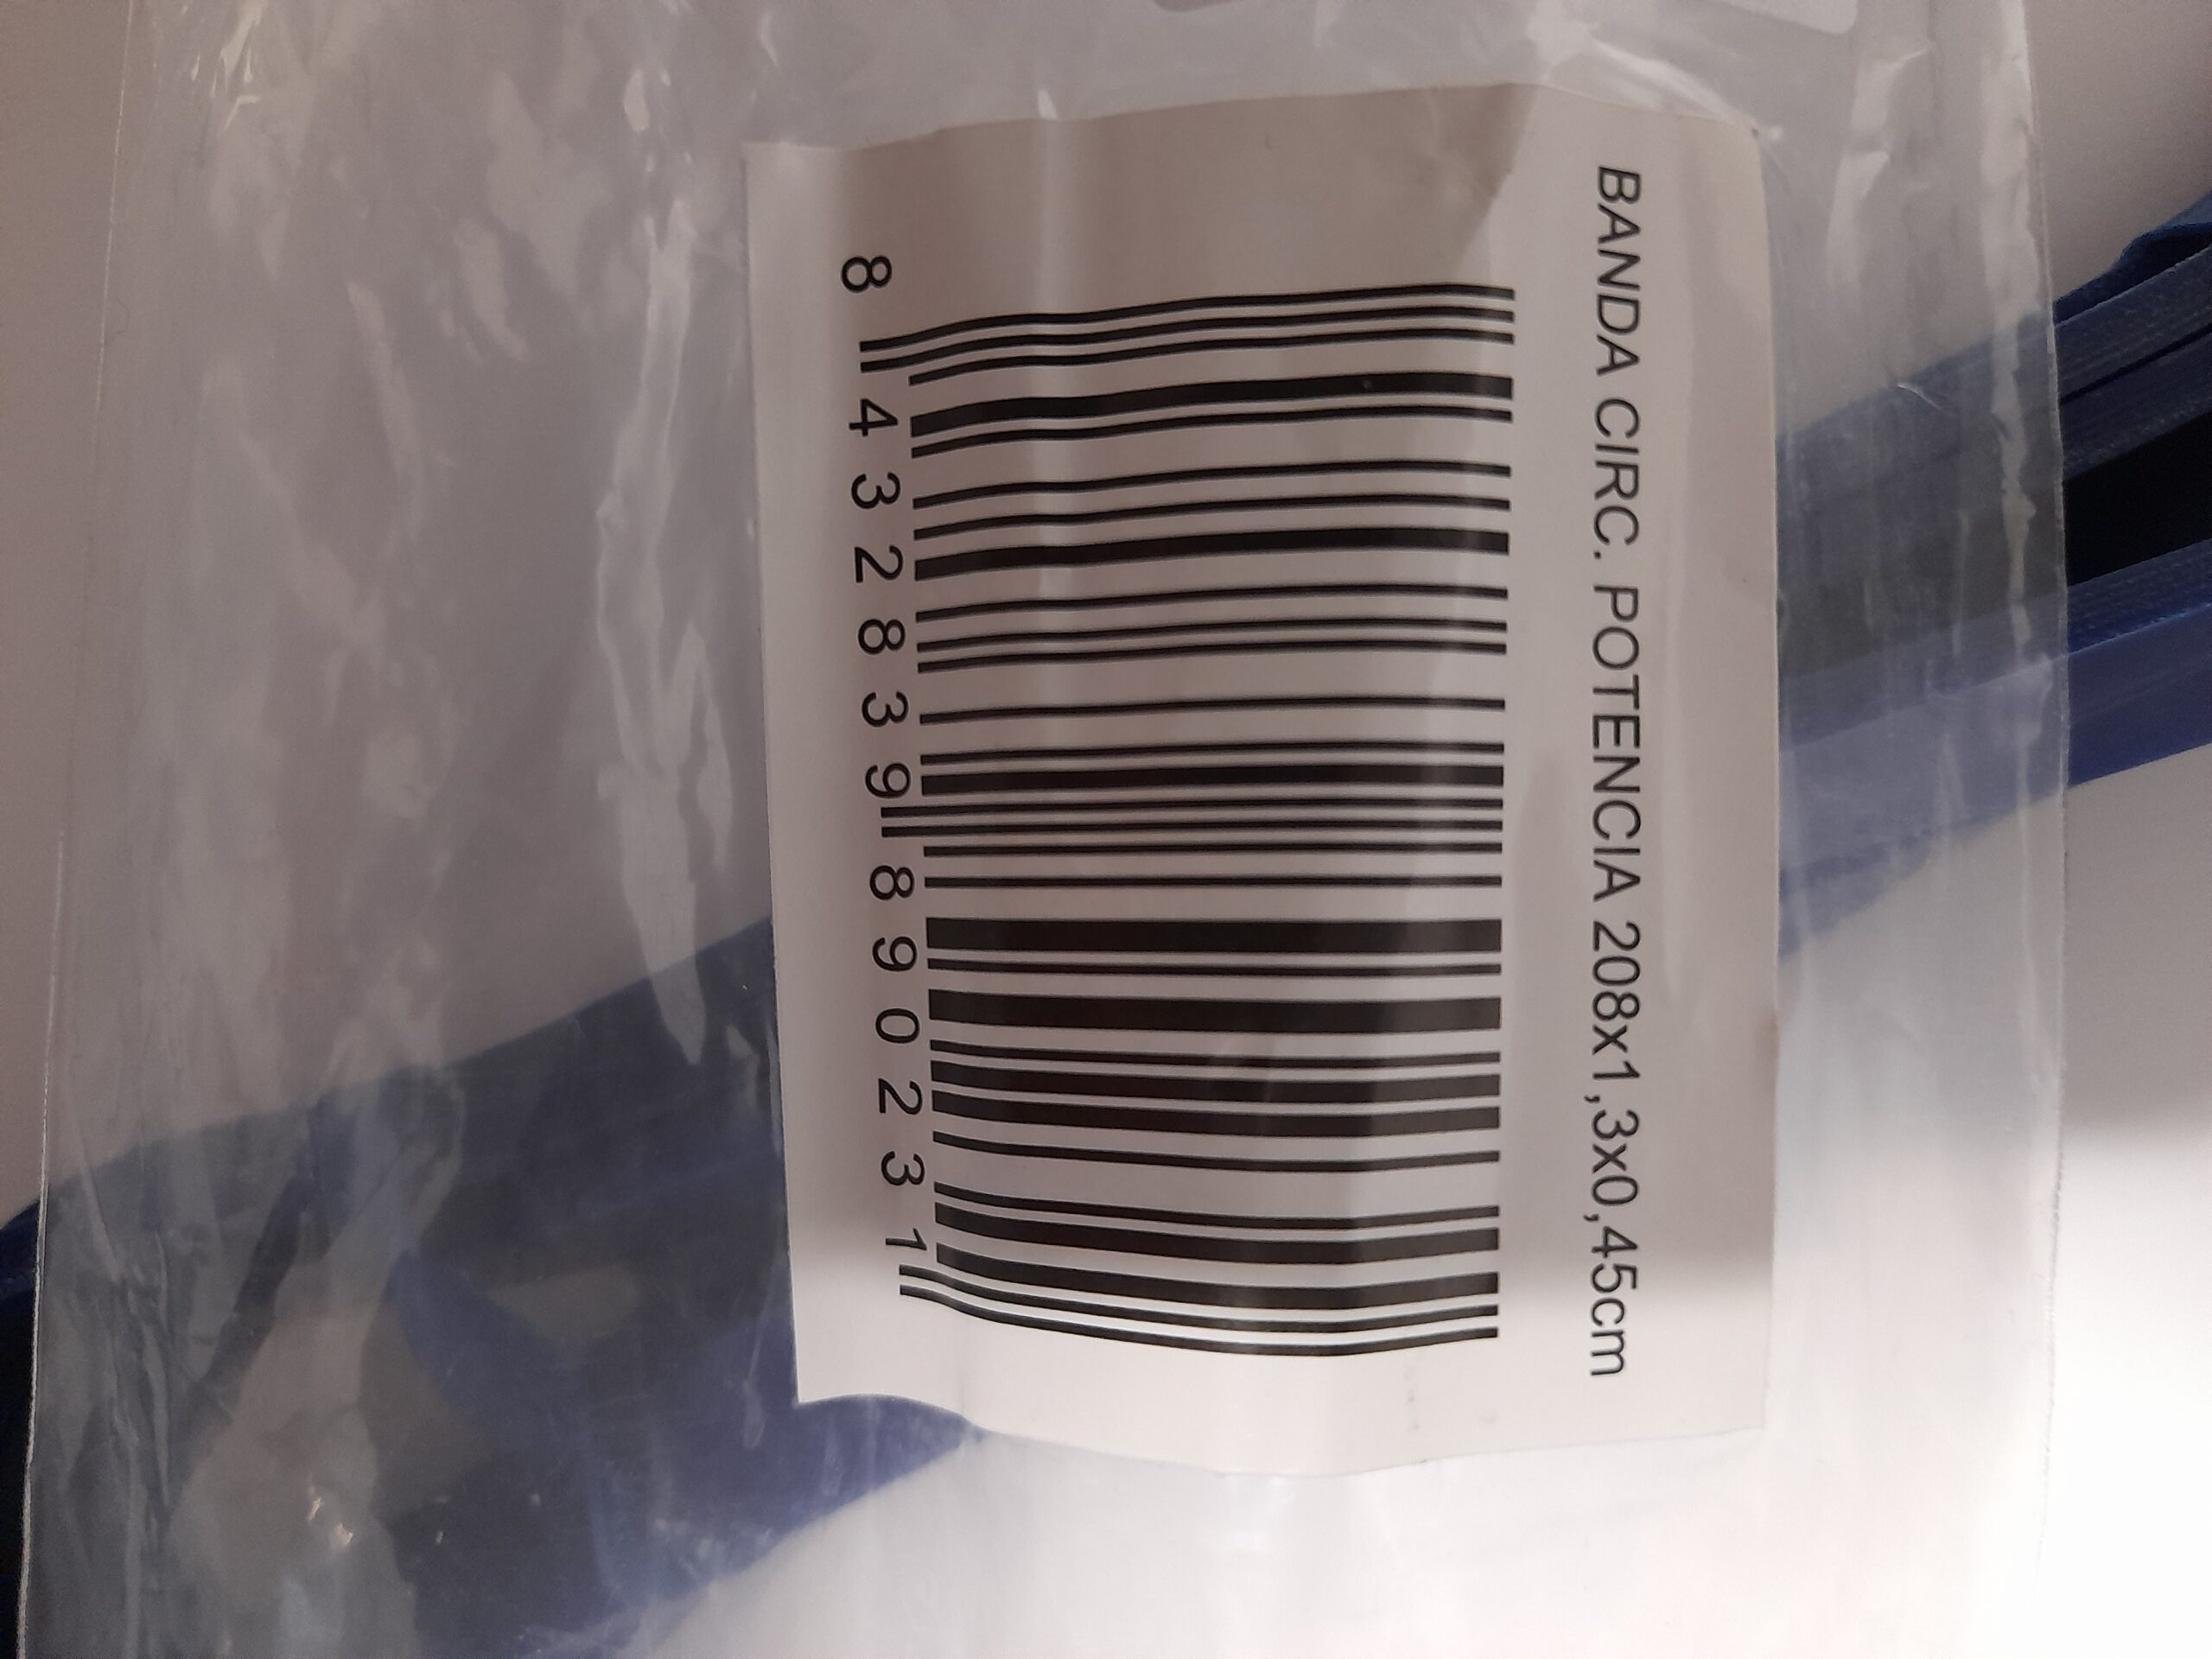 BANDA CIRC. POTENCIA 208x1,3x0,45cm
8 432839 890231